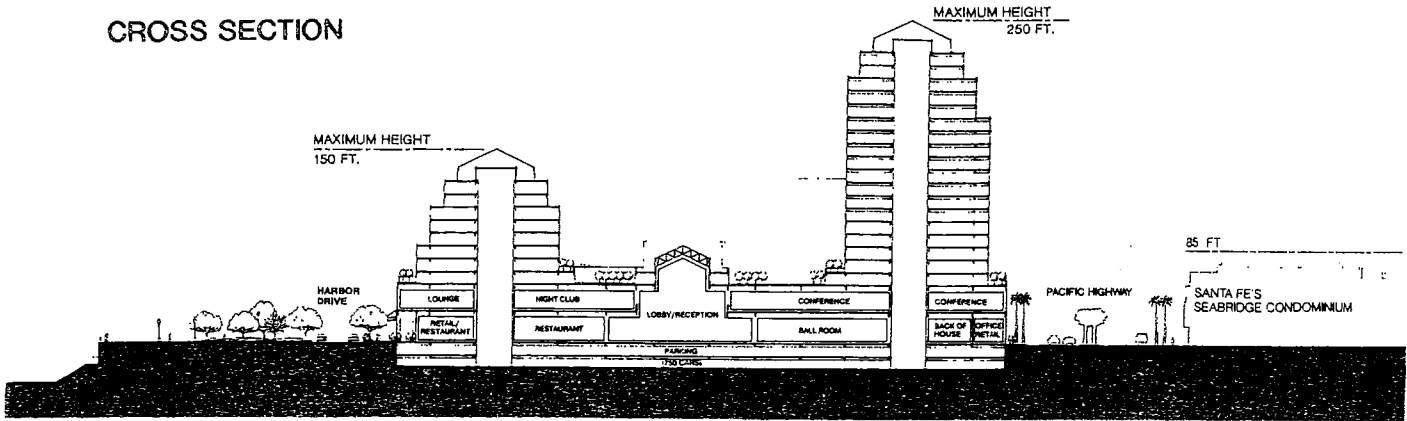 CROSS SECTION
MAXIMUM HEIGHT
250 FT.
MAXIMUM HEIGHT
150 FT.
85 FT
HARBOR
DRIVE
LOUNGE
NIGHT CLUB
LOBBY/RECEPTION
CONFERENCE
CONFERENCE
PACIFIC HIGHWAY
SANTA FE'S
SEABRIDGE CONDOMINIUM
RETAIL/
RESTAURANT
RESTAURANT
BALL ROOM
BACK OF
HOUSE
OFFICE
RETAIL
PARKING
1750 CARS